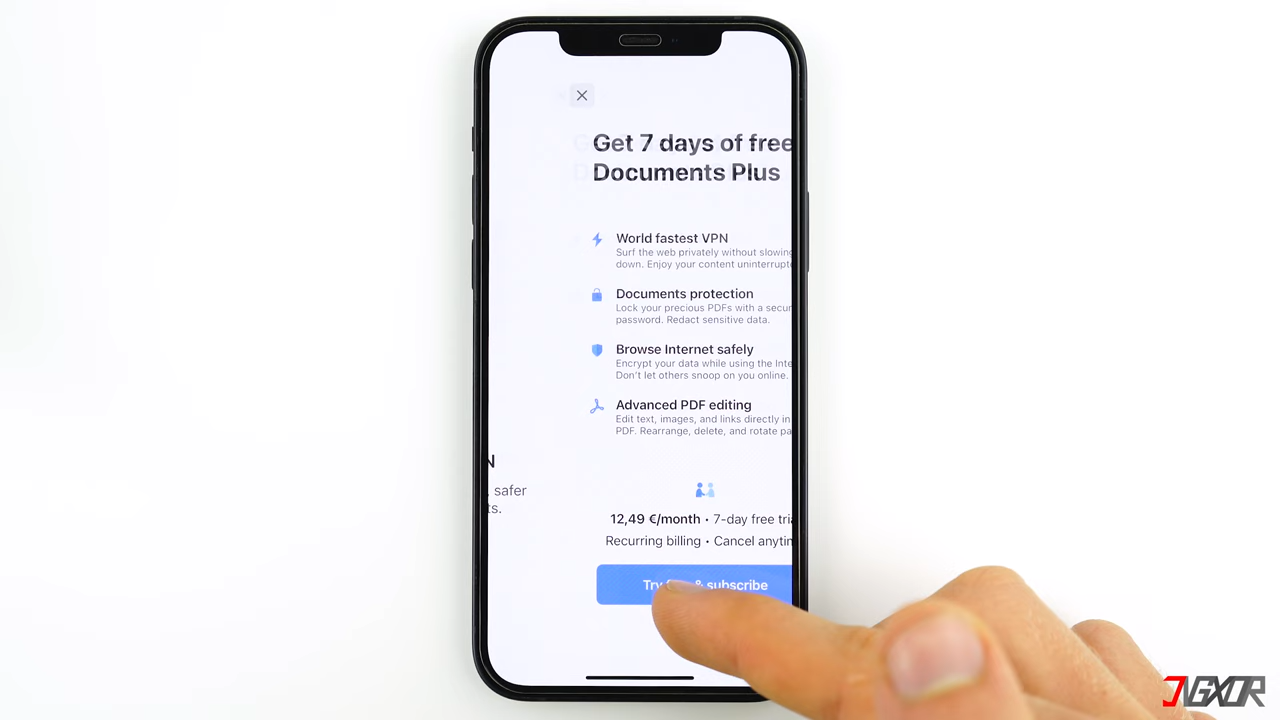 Get 7 days of free
Documents Plus
World fastest VPN
Surf the web privately without slowing
down. Enjoy your content uninterrupte
Documents protection
Lock your precious PDFs with a secur
password. Redact sensitive data.
Browse Internet safely
Encrypt your data while using the Inte
Don't let others snoop on you online.
Advanced PDF editing
Edit text, images, and links directly in
PDF. Rearrange, delete, and rotate pa
N
, safer
ts.
12,49 €/month • 7-day free tria
Recurring billing • Cancel anytim
Try & subscribe
JNGXOR